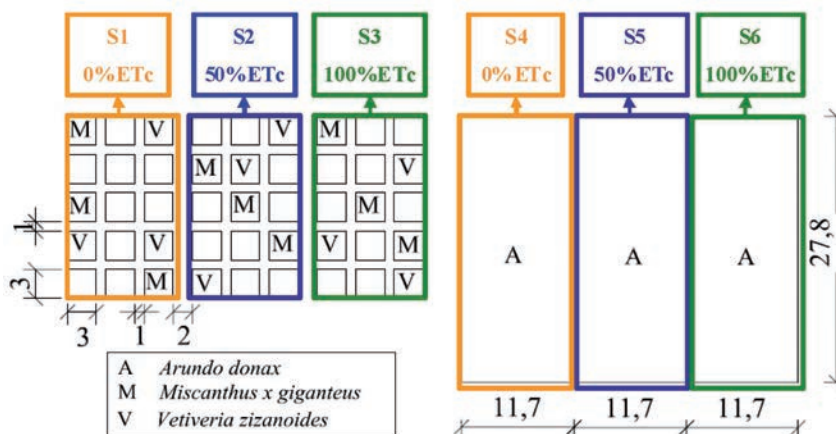 S1 S2 S3 S4 S5 S6
0%ETc 50%ETc 100%ETc 0%ETc 50%ETc 100%ETc
M V V M
M V V
M M M A A A
1 27,8
V V M V M
3 M V V
3 1 2
11,7 11,7 11,7
A Arundo donax
M Miscanthus x giganteus
V Vetiveria zizanoides